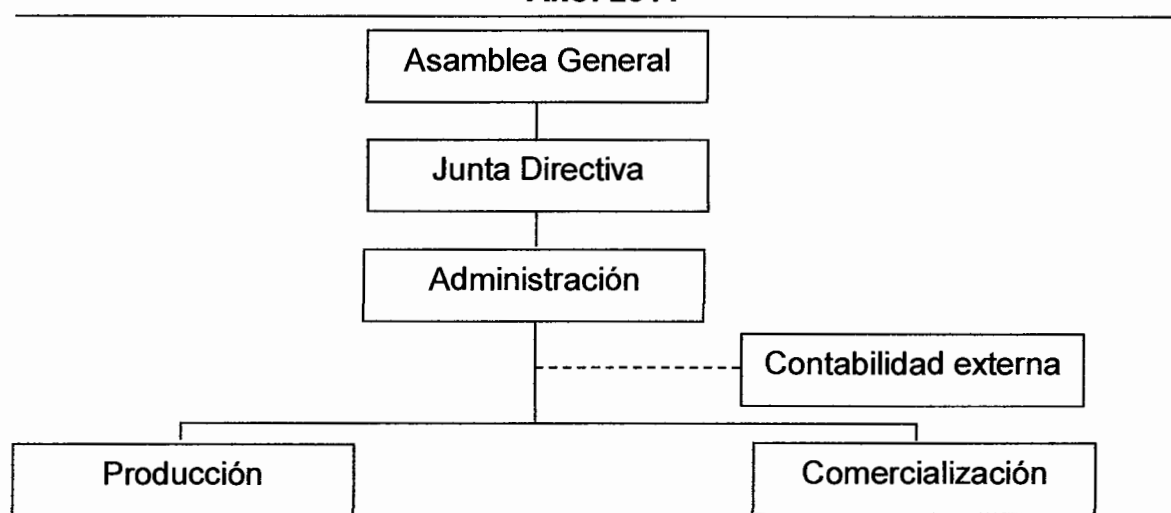 Asamblea General
Junta Directiva
Administración
Contabilidad externa
Producción
Comercialización